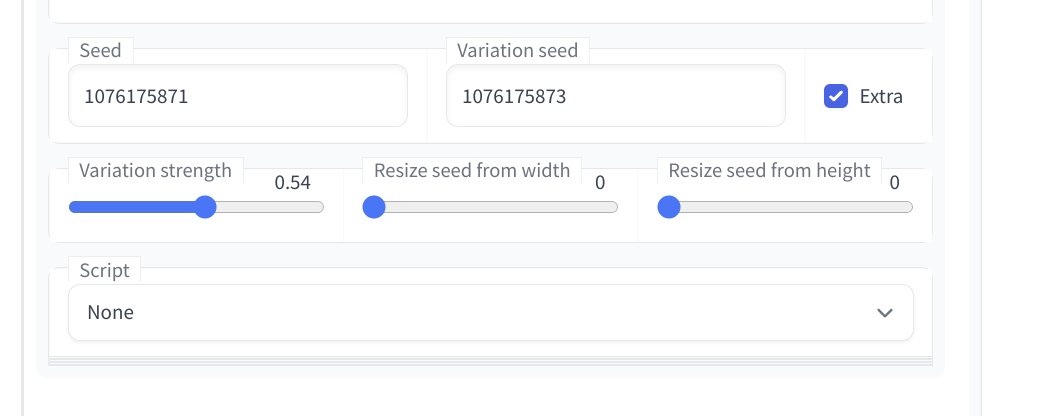 Seed
Variation seed
1076175871
1076175873
Extra
Variation strength
0.54
Resize seed from width
0
Resize seed from height
0
Script
None